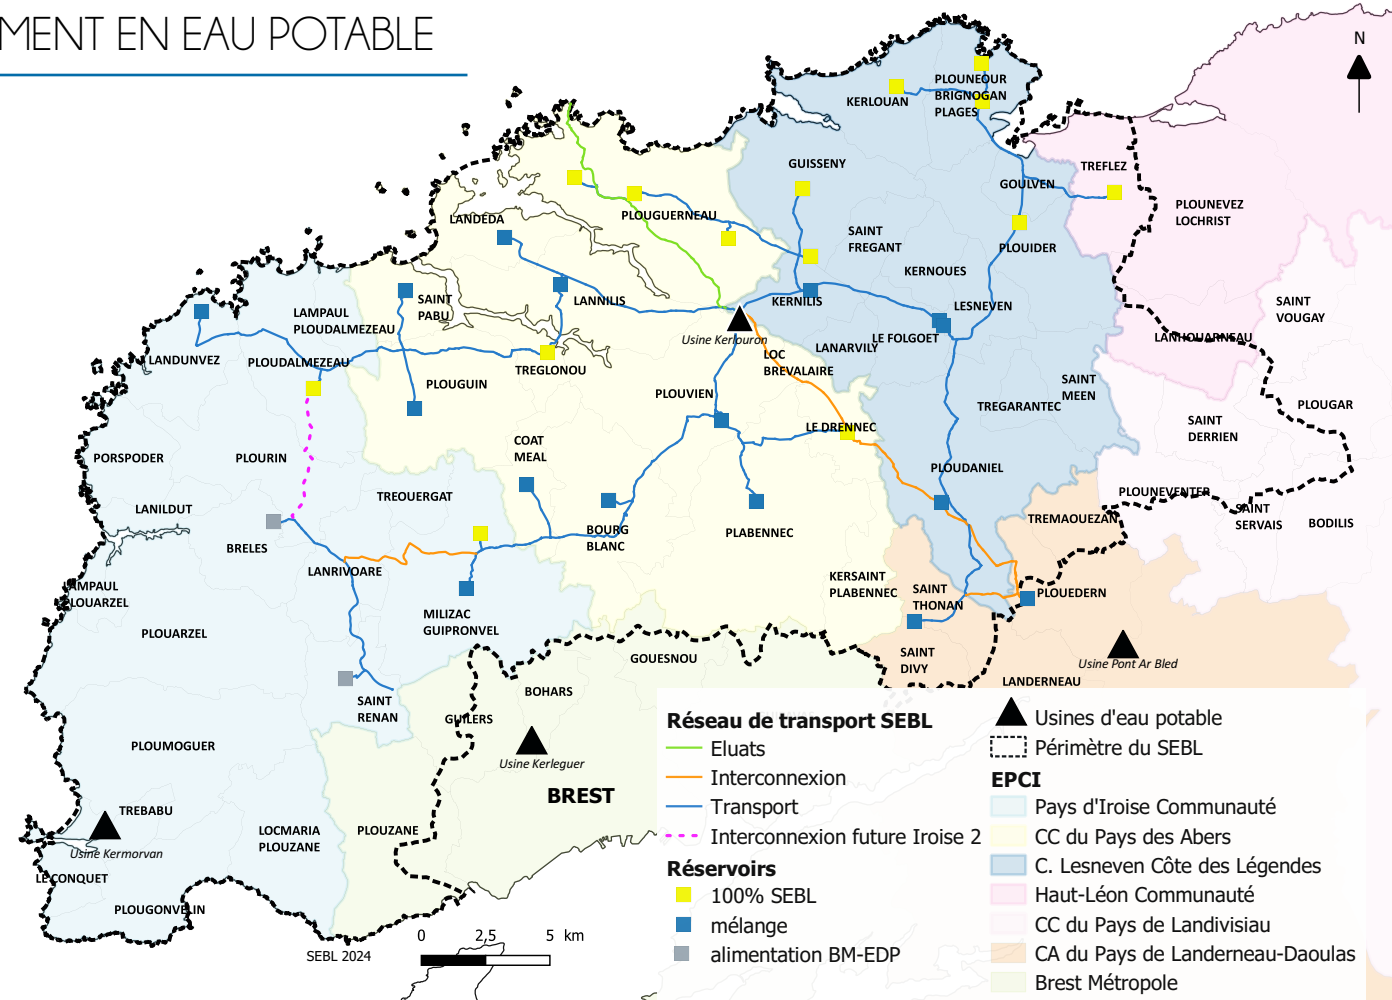 MENT EN EAU POTABLE
N
PLOUNEOUR
BRIGNOGAN
PLAGES
KERLOUAN
GUISSENY
TREFLEZ
GOULVEN
PLOUNEVEZ
LOCHRIST
LANDEDA
PLOUGUERNEAU
SAINT
FREGANT
PLOUIDER
KERNOUES
LAMPAUL
PLOUDALMEZEAU
SAINT
PABU
LANNILIS
KERNILIS
LESNEVEN
SAINT
VOUGAY
Usine Kerlouron
LE FOLGOET
LANHOUARNEAU
LANDUNVEZ
PLOUDALMEZEAU
LOC
BREVALAIRE
LANARVILY
TREGLONOU
PLOUGUIN
PLOUVIEN
SAINT
MEEN
TREGARANTEC
PLOUGAR
SAINT
DERRIEN
LE DRENNEC
COAT
MEAL
PORSPODER
PLOURIN
PLOUDANIEL
TREOUERGAT
PLOUNEVENTER
LANILDUT
BRELES
BOURG
BLANC
PLABENNEC
TREMAOUEZAN
SAINT
SERVAIS
BODILIS
LANRIVOARE
LAMPAUL
PLOUARZEL
KERSAINT
PLABENNEC
SAINT
THONAN
PLOUEDERN
MILIZAC
GUIPRONVEL
PLOUARZEL
GOUESNOU
SAINT
DIVY
Usine Pont Ar Bled
LANDERNEAU
BOHARS
SAINT
RENAN
GUILERS
PLOUMOGUER
Usine Kerleguer
BREST
TREBABU
LOCMARIA
PLOUZANE
PLOUZANE
Usine Kermorvan
LE CONQUET
PLOUGONVELIN
SEBL 2024
0 2,5 5 km
Réseau de transport SEBL
Eluats
Interconnexion
Transport
Interconnexion future Iroise 2
Réservoirs
100% SEBL
mélange
alimentation BM-EDP
Usines d'eau potable
Périmètre du SEBL
EPCI
Pays d'Iroise Communauté
CC du Pays des Abers
C. Lesneven Côte des Légendes
Haut-Léon Communauté
CC du Pays de Landivisiau
CA du Pays de Landerneau-Daoulas
Brest Métropole